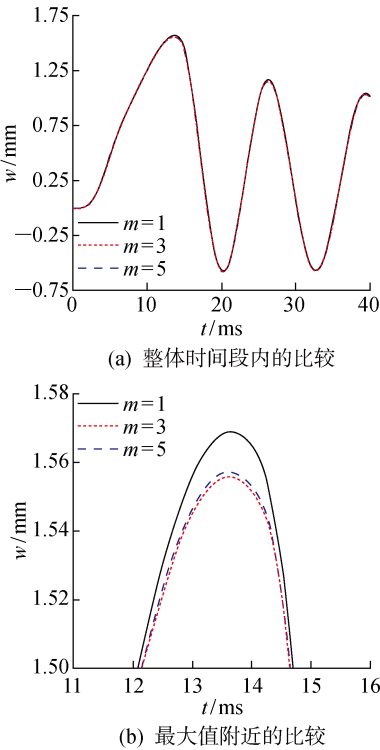 1.75
1.25
0.75
0.25
−0.25
−0.75
w/mm
m=1
m=3
m=5
0
10
20
30
40
t/ms
(a) 整体时间段内的比较
1.58
1.56
1.54
1.52
1.50
w/mm
m=1
m=3
m=5
11
12
13
14
15
16
t/ms
(b) 最大值附近的比较